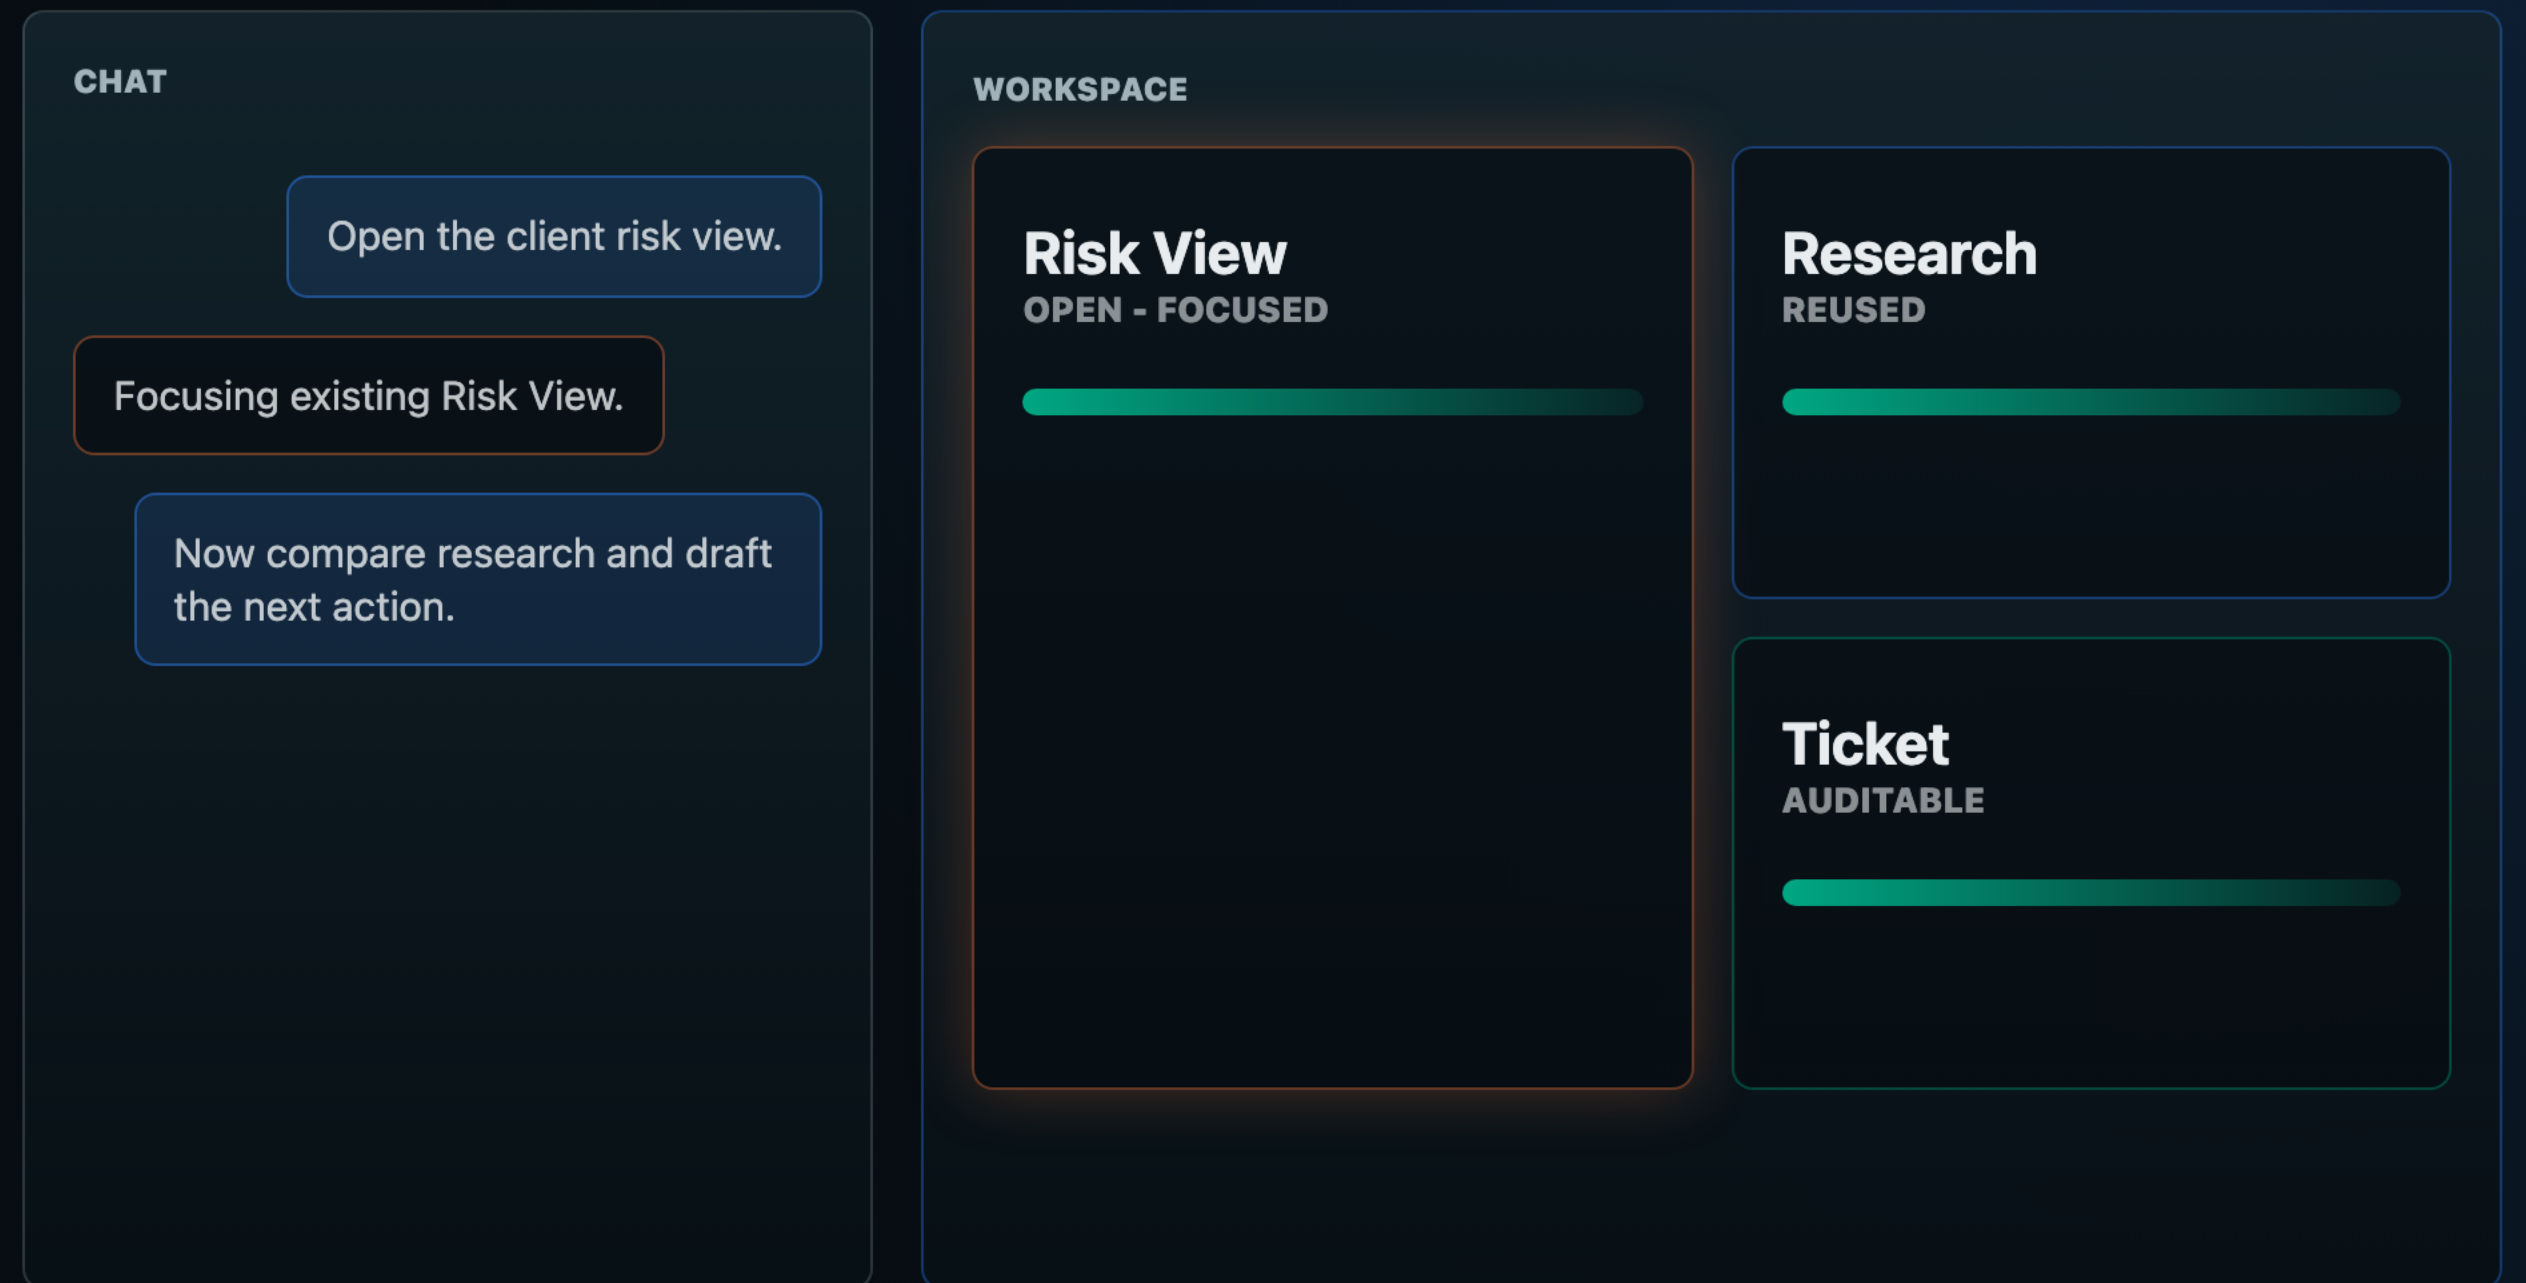 CHAT
Open the client risk view.
Focusing existing Risk View.
Now compare research and draft
the next action.
WORKSPACE
Risk View
OPEN - FOCUSED
Research
REUSED
Ticket
AUDITABLE